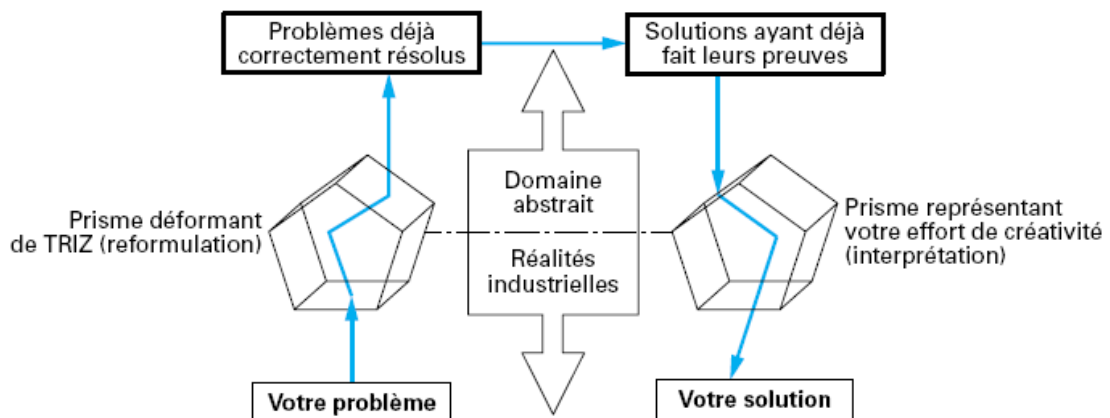 Problèmes déjà
correctement résolus
Solutions ayant déjà
fait leurs preuves
Prisme déformant
de TRIZ (reformulation)
Domaine
abstrait
Réalités
industrielles
Prisme représentant
votre effort de créativité
(interprétation)
Votre problème
Votre solution